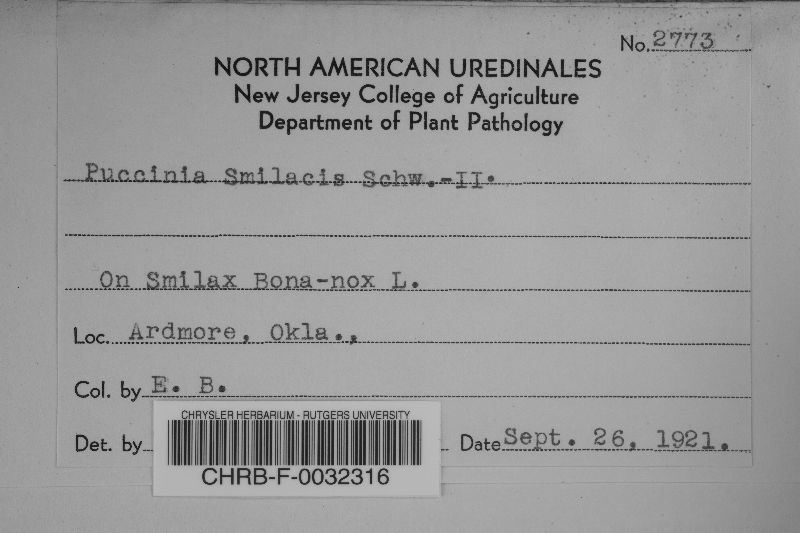 No. 2773
NORTH AMERICAN UREDINALES
New Jersey College of Agriculture
Department of Plant Pathology
Puccinia Smilacis Schw.-II.
On Smilax Bona-nox L.
Loc. Ardmore, Okla.,
Col. by E. B.
Det. by
Date Sept. 26, 1921.
CHRYSLER HERBARIUM - RUTGERS UNIVERSITY
CHRB-F-0032316